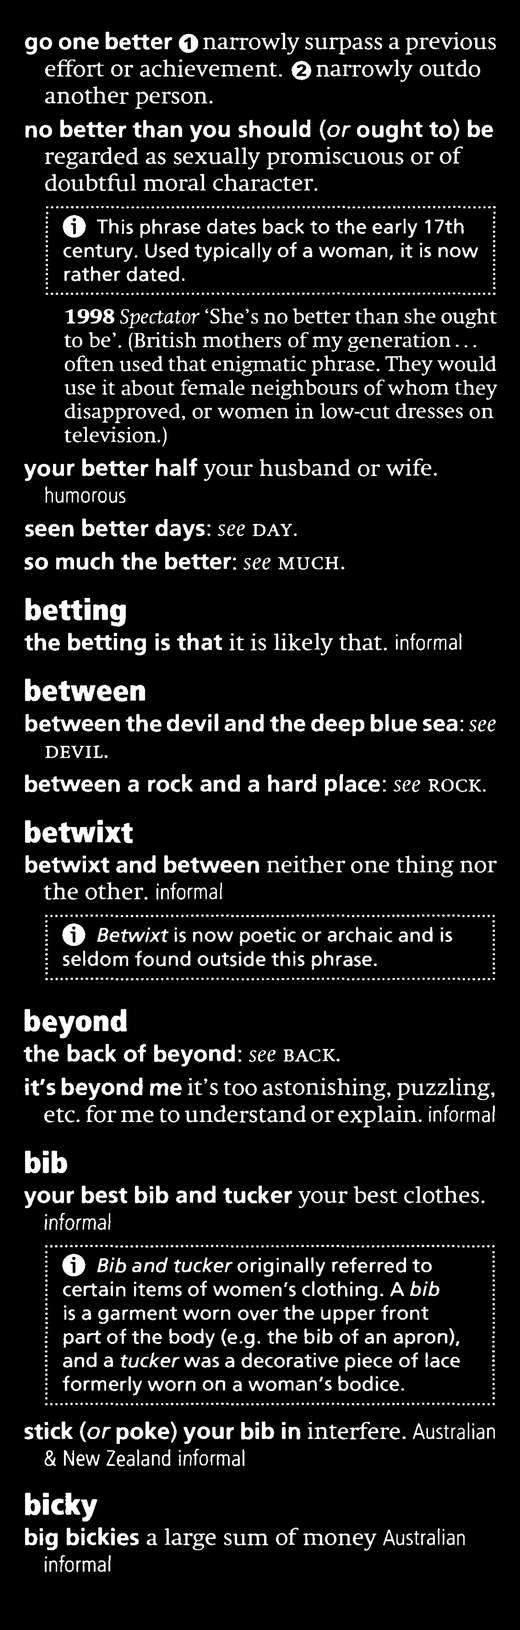 go one better ❶ narrowly surpass a previous
effort or achievement. ❷ narrowly outdo
another person.
no better than you should (or ought to) be
regarded as sexually promiscuous or of
doubtful moral character.
ⓘ This phrase dates back to the early 17th
century. Used typically of a woman, it is now
rather dated.
1998 Spectator ‘She’s no better than she ought
to be’. (British mothers of my generation…
often used that enigmatic phrase. They would
use it about female neighbours of whom they
disapproved, or women in low-cut dresses on
television.)
your better half your husband or wife.
humorous
seen better days: see DAY.
so much the better: see MUCH.
betting
the betting is that it is likely that. informal
between
between the devil and the deep blue sea: see
DEVIL.
between a rock and a hard place: see ROCK.
betwixt
betwixt and between neither one thing nor
the other. informal
ⓘ Betwixt is now poetic or archaic and is
seldom found outside this phrase.
beyond
the back of beyond: see BACK.
it’s beyond me it’s too astonishing, puzzling,
etc. for me to understand or explain. informal
bib
your best bib and tucker your best clothes.
informal
ⓘ Bib and tucker originally referred to
certain items of women’s clothing. A bib
is a garment worn over the upper front
part of the body (e.g. the bib of an apron),
and a tucker was a decorative piece of lace
formerly worn on a woman’s bodice.
stick (or poke) your bib in interfere. Australian
& New Zealand informal
bicky
big bickies a large sum of money Australian
informal